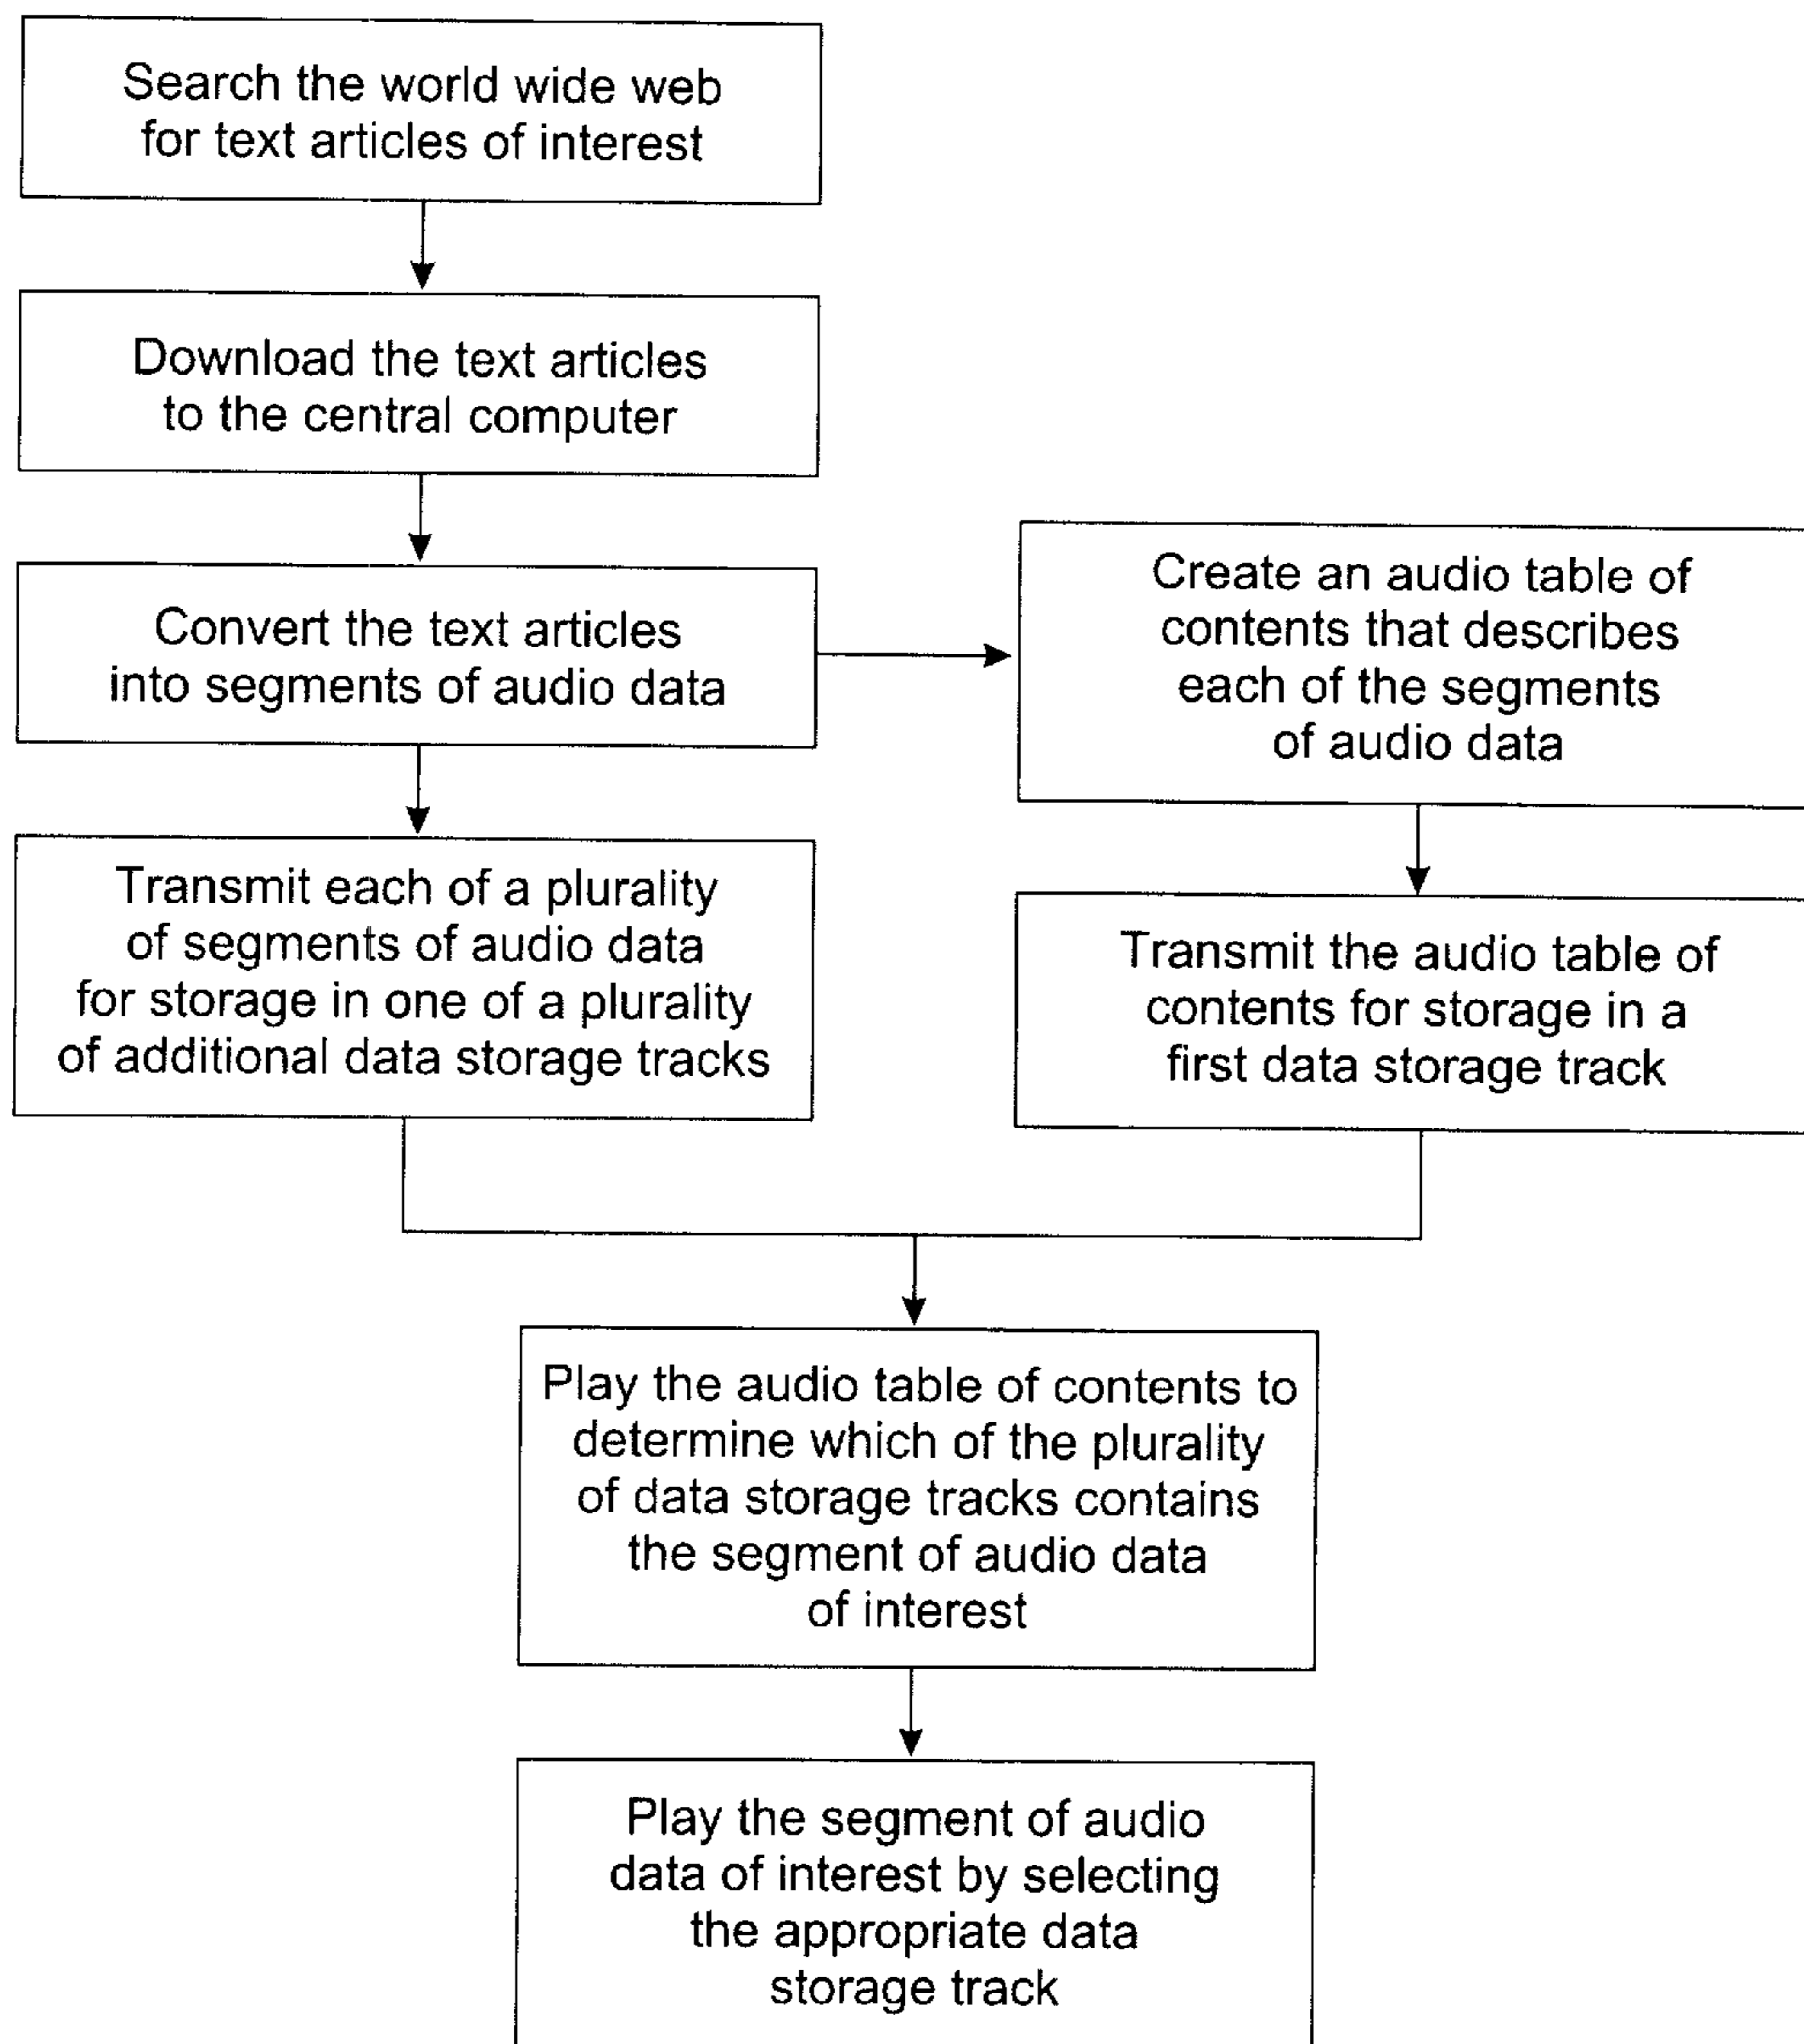 Search the world wide web
for text articles of interest
Download the text articles
to the central computer
Convert the text articles
into segments of audio data
Create an audio table of
contents that describes
each of the segments
of audio data
Transmit each of a plurality
of segments of audio data
for storage in one of a plurality
of additional data storage tracks
Transmit the audio table of
contents for storage in a
first data storage track
Play the audio table of contents to
determine which of the plurality
of data storage tracks contains
the segment of audio data
of interest
Play the segment of audio
data of interest by selecting
the appropriate data
storage track